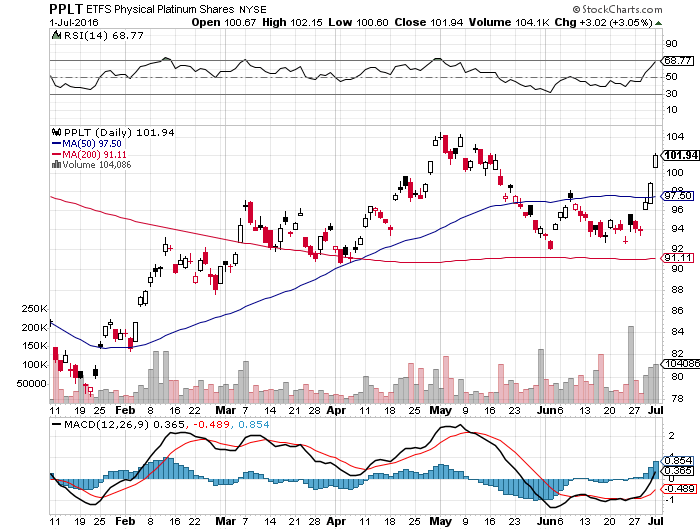 PPLT ETFS Physical Platinum Shares NYSE © StockCharts.com
1-Jul-2016 Open 100.67 High 102.15 Low 100.60 Close 101.94 Volume 104.1K Chg +3.02 (+3.05%)
RSI(14) 68.77
90
68.77
50
30
10
PPLT (Daily) 101.94
MA(50) 97.50
MA(200) 91.11
Volume 104,086
104
101.94
100
98
97.50
96
94
92
91.11
90
88
86
84
82
80
78
250K
200K
150K
100K
50000
104086
11 19 25 Feb 8 16 22 Mar 7 14 21 28 Apr 11 18 25 May 9 16 23 Jun 6 13 20 27 Jul
MACD(12,26,9) 0.365, -0.489, 0.854
2
1
0.854
0.365
-0.489
-1
11 19 25 Feb 8 16 22 Mar 7 14 21 28 Apr 11 18 25 May 9 16 23 Jun 6 13 20 27 Jul